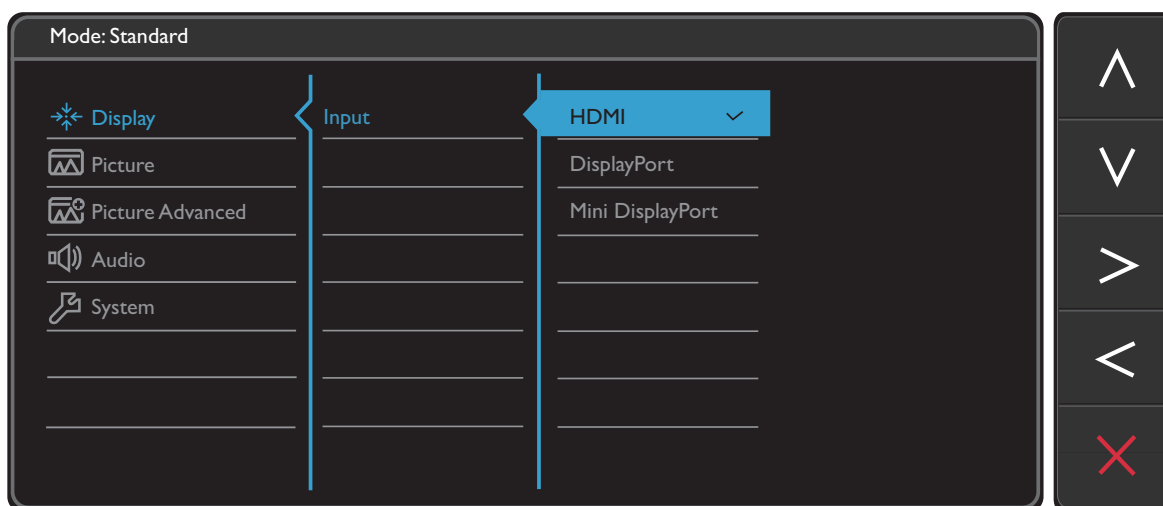 Mode: Standard
Display
Input
HDMI
Picture
DisplayPort
Picture Advanced
Mini DisplayPort
Audio
System